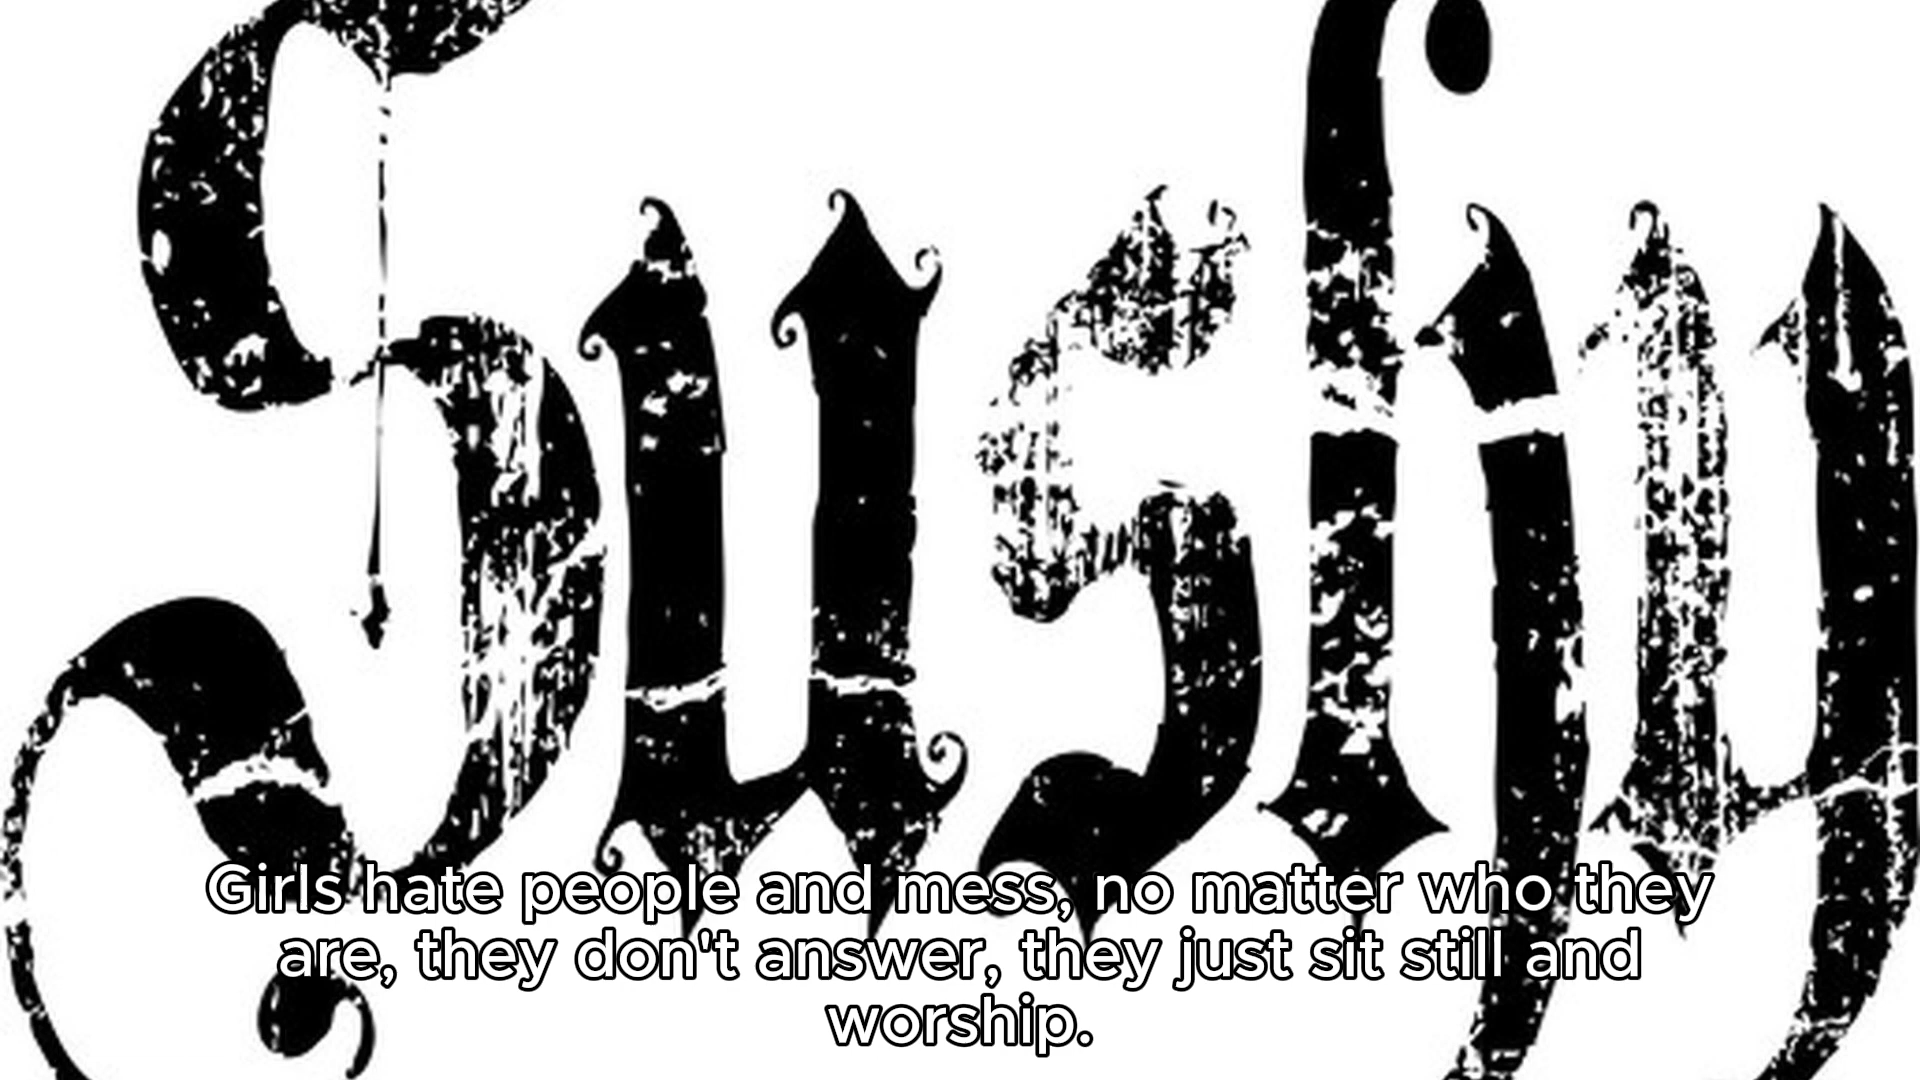 Sushy
Girls hate people and mess, no matter who they
are, they don't answer, they just sit still and
worship.